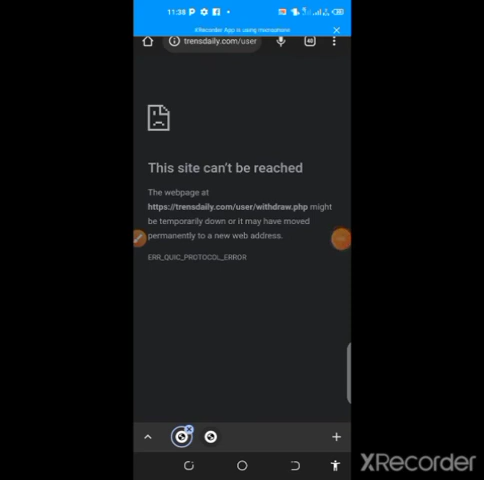 11:38
XRecorder App is using microphone
trensdaily.com/user
This site can't be reached
The webpage at
https://trensdaily.com/user/withdraw.php might
be temporarily down or it may have moved
permanently to a new web address.
ERR_QUIC_PROTOCOL_ERROR
XRecorder